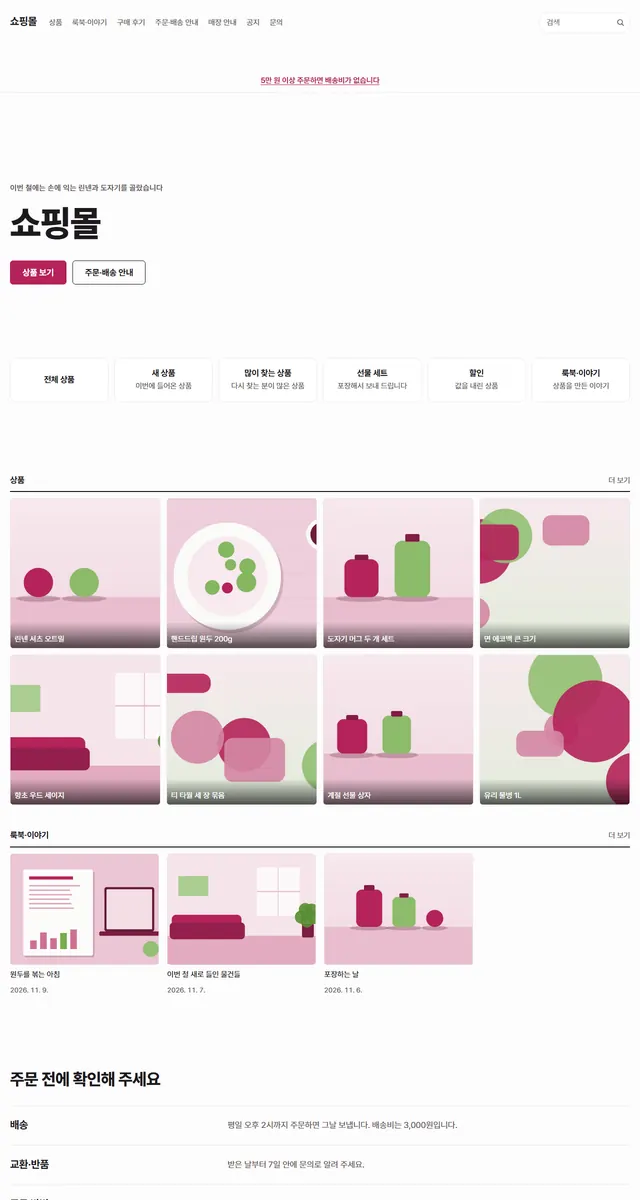 쇼핑몰
상품 룩북·이야기 구매 후기 주문·배송 안내 매장 안내 공지 문의
검색
5만 원 이상 주문하면 배송비가 없습니다
이번 철에는 손에 익는 린넨과 도자기를 골랐습니다
쇼핑몰
상품 보기
주문·배송 안내
전체 상품
새 상품
이번에 들어온 상품
많이 찾는 상품
다시 찾는 분이 많은 상품
선물 세트
포장해서 보내 드립니다
할인
값을 내린 상품
룩북·이야기
상품을 만든 이야기
상품
더 보기
린넨 셔츠 오트밀
핸드드립 원두 200g
도자기 머그 두 개 세트
면 에코백 큰 크기
향초 우드 세이지
티 타월 세 장 묶음
계절 선물 상자
유리 물병 1L
룩북·이야기
더 보기
원두를 볶는 아침
2026. 11. 9.
이번 철 새로 들인 물건들
2026. 11. 7.
포장하는 날
2026. 11. 6.
주문 전에 확인해 주세요
배송
평일 오후 2시까지 주문하면 그날 보냅니다. 배송비는 3,000원입니다.
교환·반품
받은 날부터 7일 안에 문의로 알려 주세요.